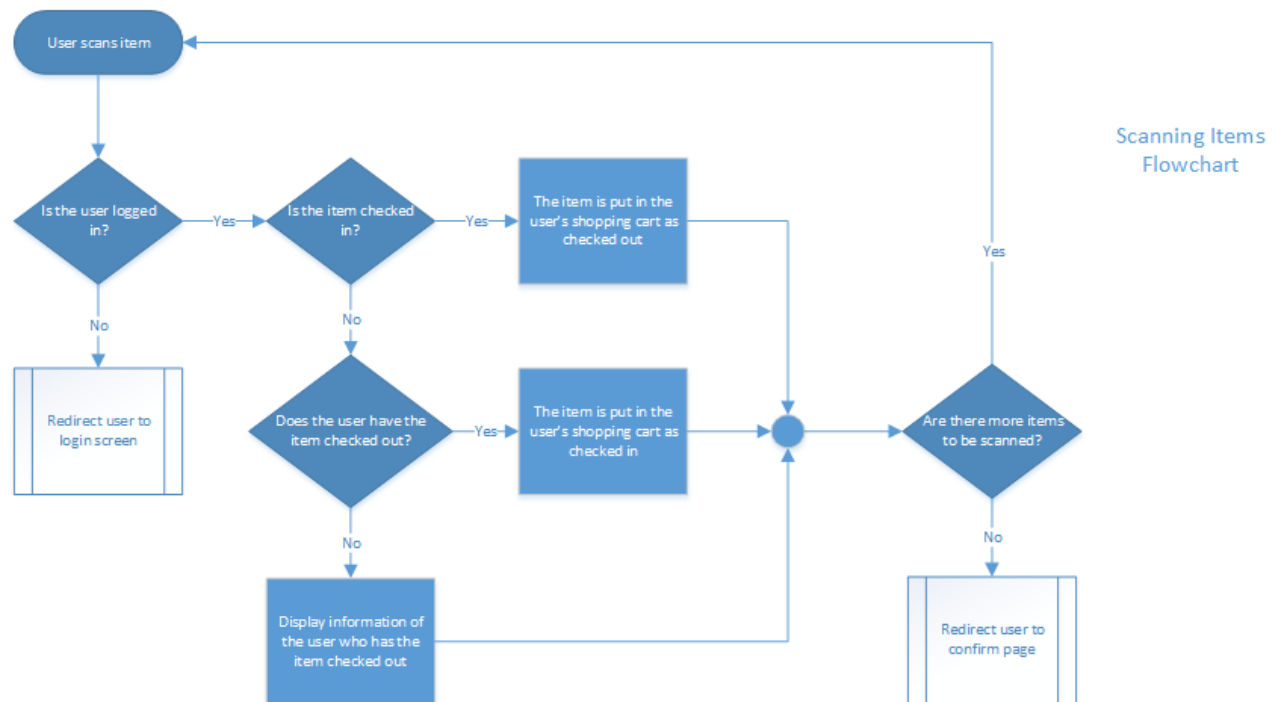 User scans item
Scanning Items
Flowchart
Is the user logged
in?
Yes
Is the item checked
in?
Yes
The item is put in the
user's shopping cart as
checked out
Yes
No
No
Redirect user to
login screen
Does the user have the
item checked out?
Yes
The item is put in the
user's shopping cart as
checked in
Are there more items
to be scanned?
No
No
Display information of
the user who has the
item checked out
Redirect user to
confirm page